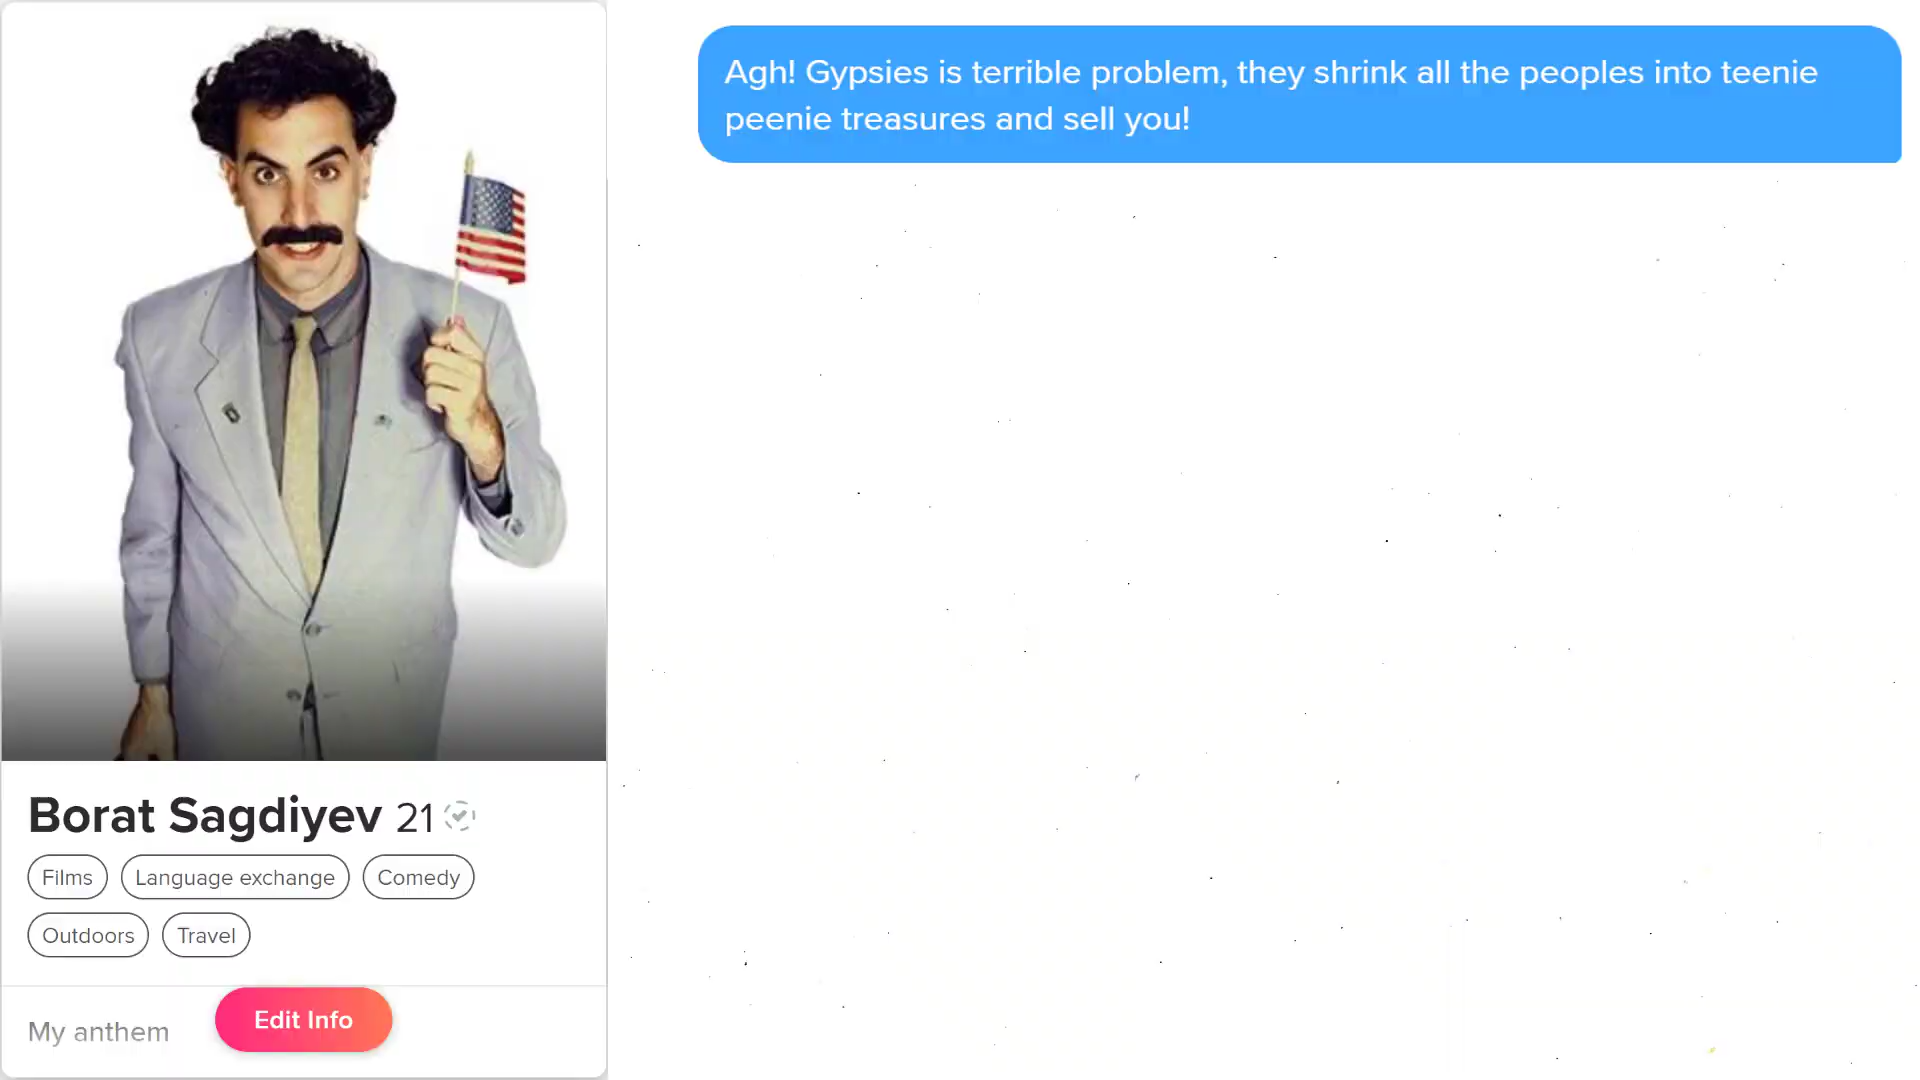 Agh! Gypsies is terrible problem, they shrink all the peoples into teenie
peenie treasures and sell you!
Borat Sagdiyev 21
Films
Language exchange
Comedy
Outdoors
Travel
My anthem
Edit Info